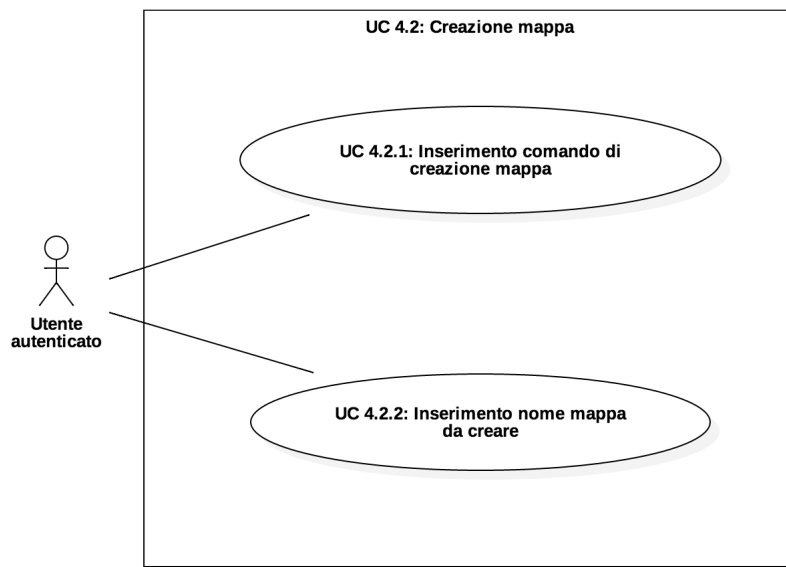 UC 4.2: Creazione mappa
UC 4.2.1: Inserimento comando di
creazione mappa
Utente
autenticato
UC 4.2.2: Inserimento nome mappa
da creare